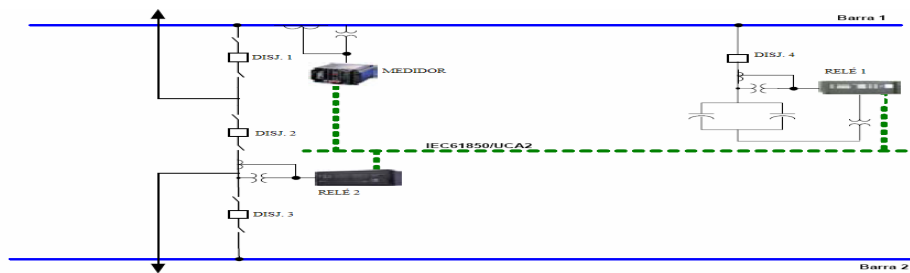 Barra 1
DISJ. 1
DISJ. 4
MEDIDOR
RELÉ 1
DISJ. 2
IEC61850/UCA2
RELÉ 2
DISJ. 3
Barra 2